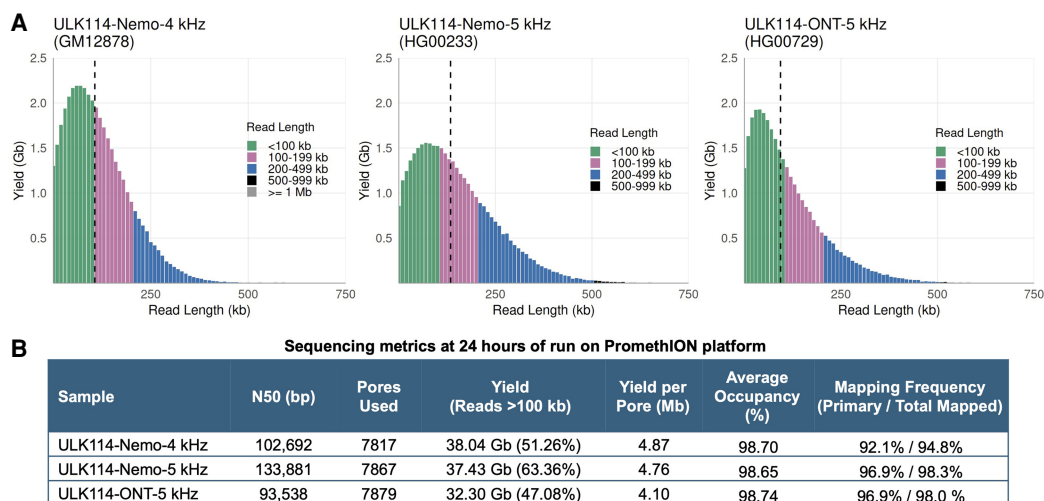 A
ULK114-Nemo-4 kHz
(GM12878)
2.5
2.0
1.5
1.0
0.5
Yield (Gb)
250
500
750
Read Length (kb)
Read Length
<100 kb
100-199 kb
200-499 kb
500-999 kb
>= 1 Mb
ULK114-Nemo-5 kHz
(HG00233)
2.5
2.0
1.5
1.0
0.5
Yield (Gb)
250
500
750
Read Length (kb)
Read Length
<100 kb
100-199 kb
200-499 kb
500-999 kb
ULK114-ONT-5 kHz
(HG00729)
2.5
2.0
1.5
1.0
0.5
Yield (Gb)
250
500
750
Read Length (kb)
Read Length
<100 kb
100-199 kb
200-499 kb
500-999 kb
B
Sequencing metrics at 24 hours of run on PromethION platform
Sample N50 (bp) Pores Used Yield (Reads >100 kb) Yield per Pore (Mb) Average Occupancy (%) Mapping Frequency (Primary / Total Mapped)
ULK114-Nemo-4 kHz 102,692 7817 38.04 Gb (51.26%) 4.87 98.70 92.1% / 94.8%
ULK114-Nemo-5 kHz 133,881 7867 37.43 Gb (63.36%) 4.76 98.65 96.9% / 98.3%
ULK114-ONT-5 kHz 93,538 7879 32.30 Gb (47.08%) 4.10 98.74 96.9% / 98.0 %